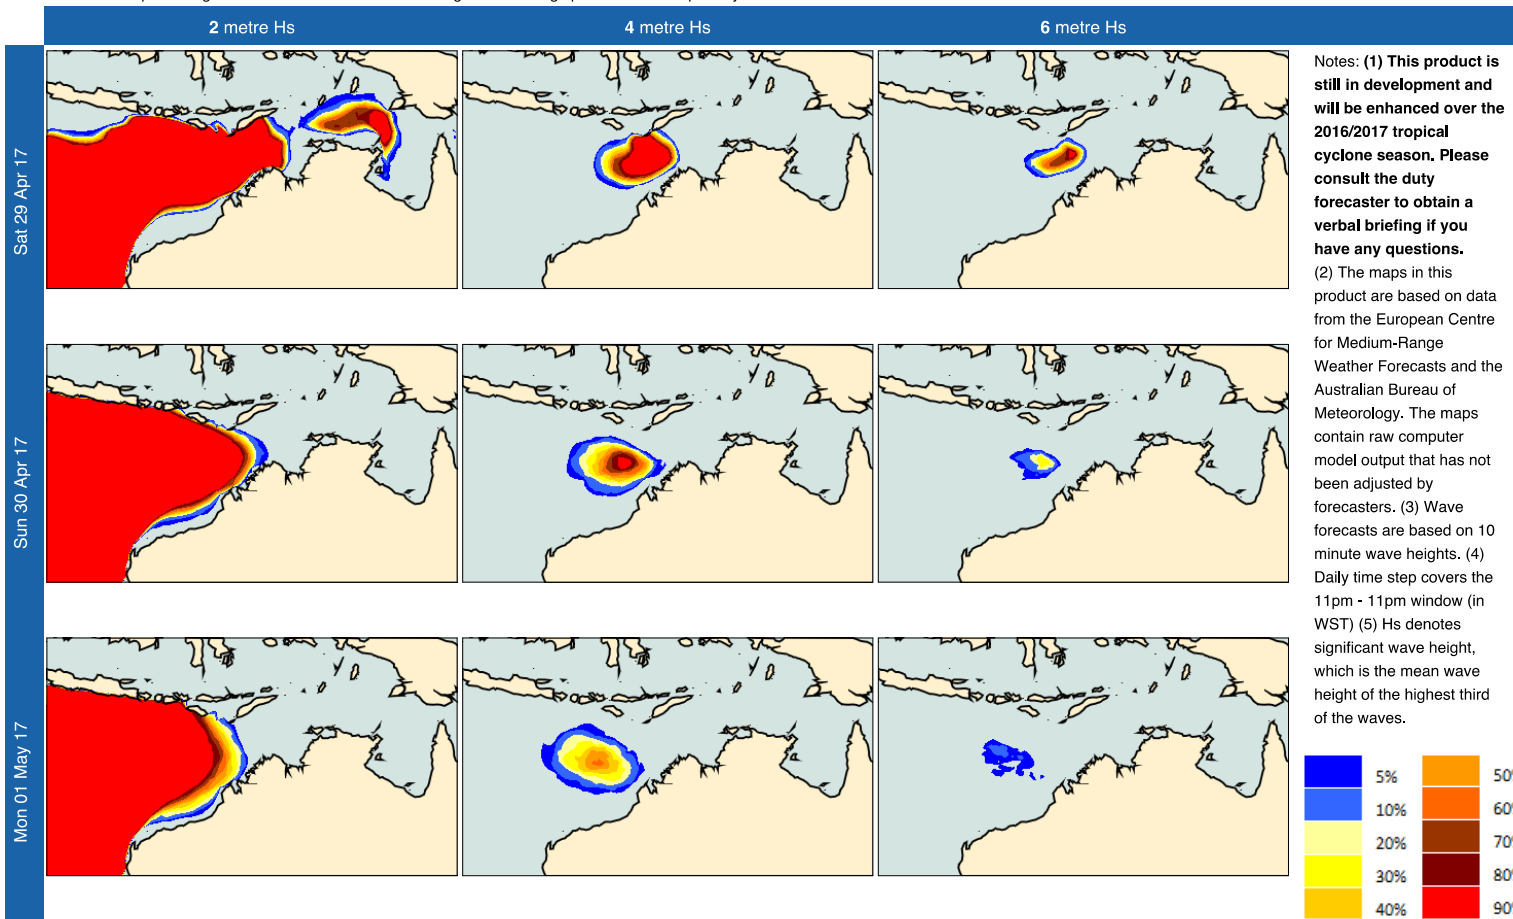 2 metre Hs
4 metre Hs
6 metre Hs
Sat 29 Apr 17
Sun 30 Apr 17
Mon 01 May 17
Notes: (1) This product is
still in development and
will be enhanced over the
2016/2017 tropical
cyclone season. Please
consult the duty
forecaster to obtain a
verbal briefing if you
have any questions.
(2) The maps in this
product are based on data
from the European Centre
for Medium-Range
Weather Forecasts and the
Australian Bureau of
Meteorology. The maps
contain raw computer
model output that has not
been adjusted by
forecasters. (3) Wave
forecasts are based on 10
minute wave heights. (4)
Daily time step covers the
11pm - 11pm window (in
WST) (5) Hs denotes
significant wave height,
which is the mean wave
height of the highest third
of the waves.
5%
10%
20%
30%
40%
50%
60%
70%
80%
90%